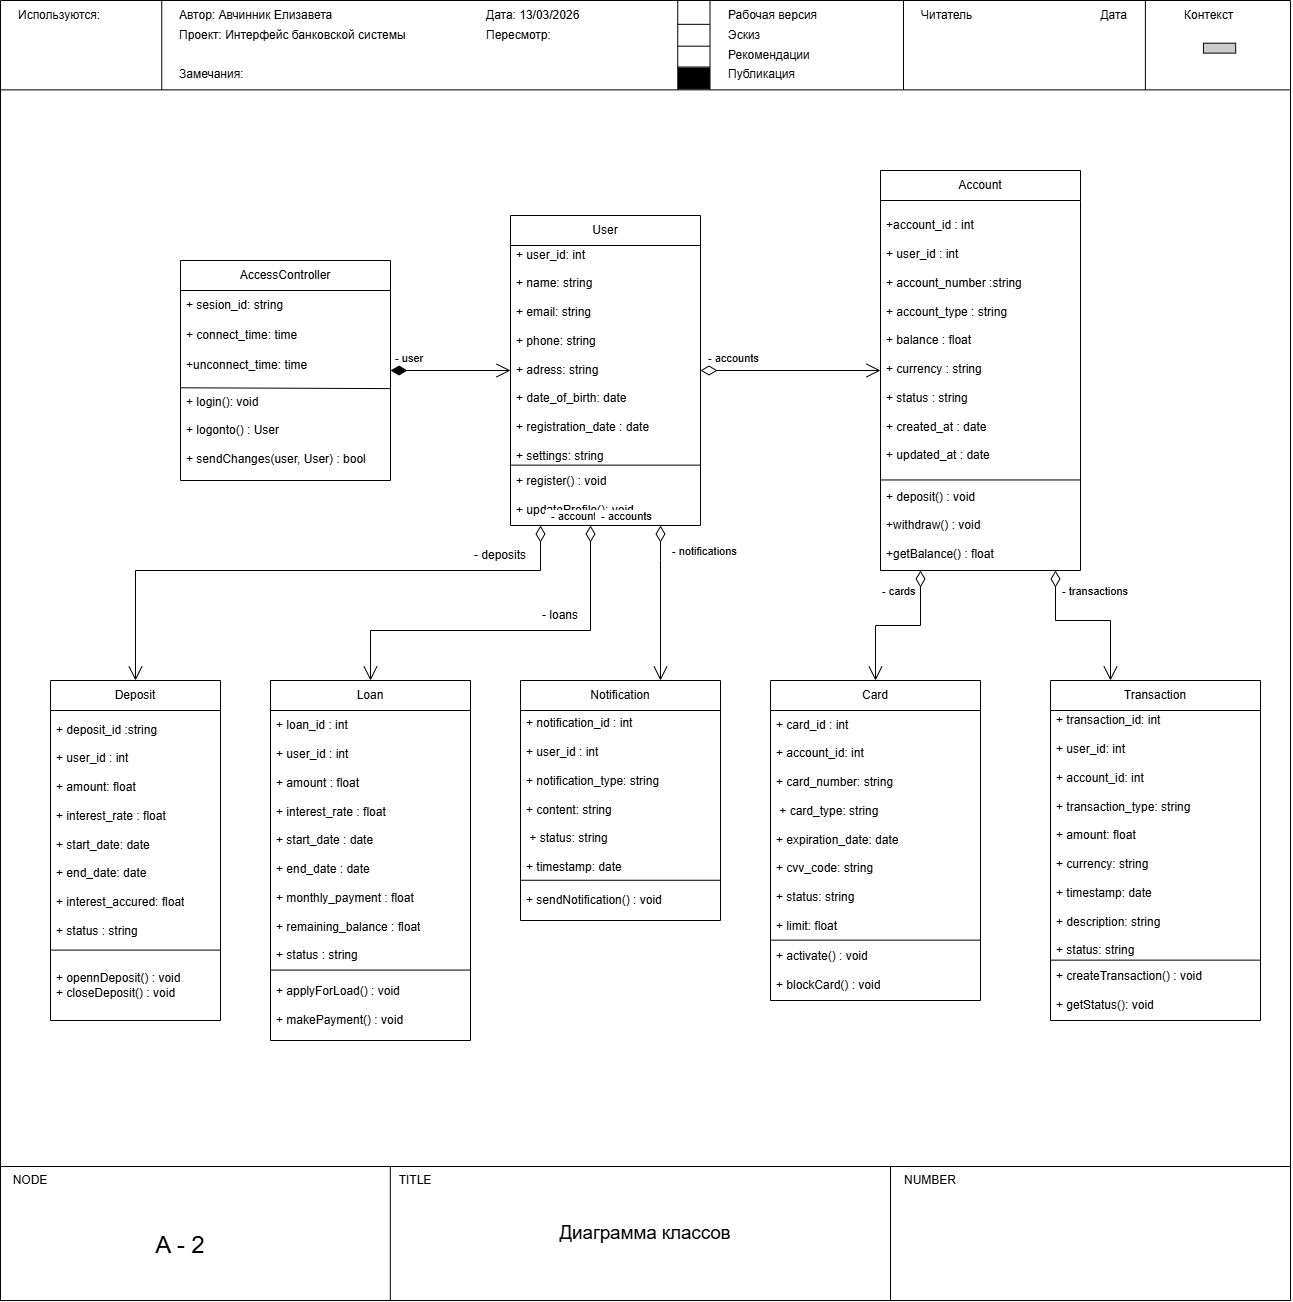 Используются:
Автор: Авчинник Елизавета
Дата: 13/03/2026
Проект: Интерфейс банковской системы
Пересмотр:
Замечания:
Рабочая версия
Эскиз
Рекомендации
Публикация
Читатель
Дата
Контекст
AccessController
+ sesion_id: string
+ connect_time: time
+unconnect_time: time
+ login(): void
+ logonto() : User
+ sendChanges(user, User) : bool
- user
User
+ user_id: int
+ name: string
+ email: string
+ phone: string
+ adress: string
+ date_of_birth: date
+ registration_date : date
+ settings: string
+ register() : void
+ updateProfile(): void
- account
- accounts
- accounts
Account
+account_id : int
+ user_id : int
+ account_number :string
+ account_type : string
+ balance : float
+ currency : string
+ status : string
+ created_at : date
+ updated_at : date
+ deposit() : void
+withdraw() : void
+getBalance() : float
- deposits
- loans
- notifications
- cards
- transactions
Deposit
+ deposit_id :string
+ user_id : int
+ amount: float
+ interest_rate : float
+ start_date: date
+ end_date: date
+ interest_accured: float
+ status : string
+ opennDeposit() : void
+ closeDeposit() : void
Loan
+ loan_id : int
+ user_id : int
+ amount : float
+ interest_rate : float
+ start_date : date
+ end_date : date
+ monthly_payment : float
+ remaining_balance : float
+ status : string
+ applyForLoad() : void
+ makePayment() : void
Notification
+ notification_id : int
+ user_id : int
+ notification_type: string
+ content: string
+ status: string
+ timestamp: date
+ sendNotification() : void
Card
+ card_id : int
+ account_id: int
+ card_number: string
+ card_type: string
+ expiration_date: date
+ cvv_code: string
+ status: string
+ limit: float
+ activate() : void
+ blockCard() : void
Transaction
+ transaction_id: int
+ user_id: int
+ account_id: int
+ transaction_type: string
+ amount: float
+ currency: string
+ timestamp: date
+ description: string
+ status: string
+ createTransaction() : void
+ getStatus(): void
NODE
A - 2
TITLE
Диаграмма классов
NUMBER